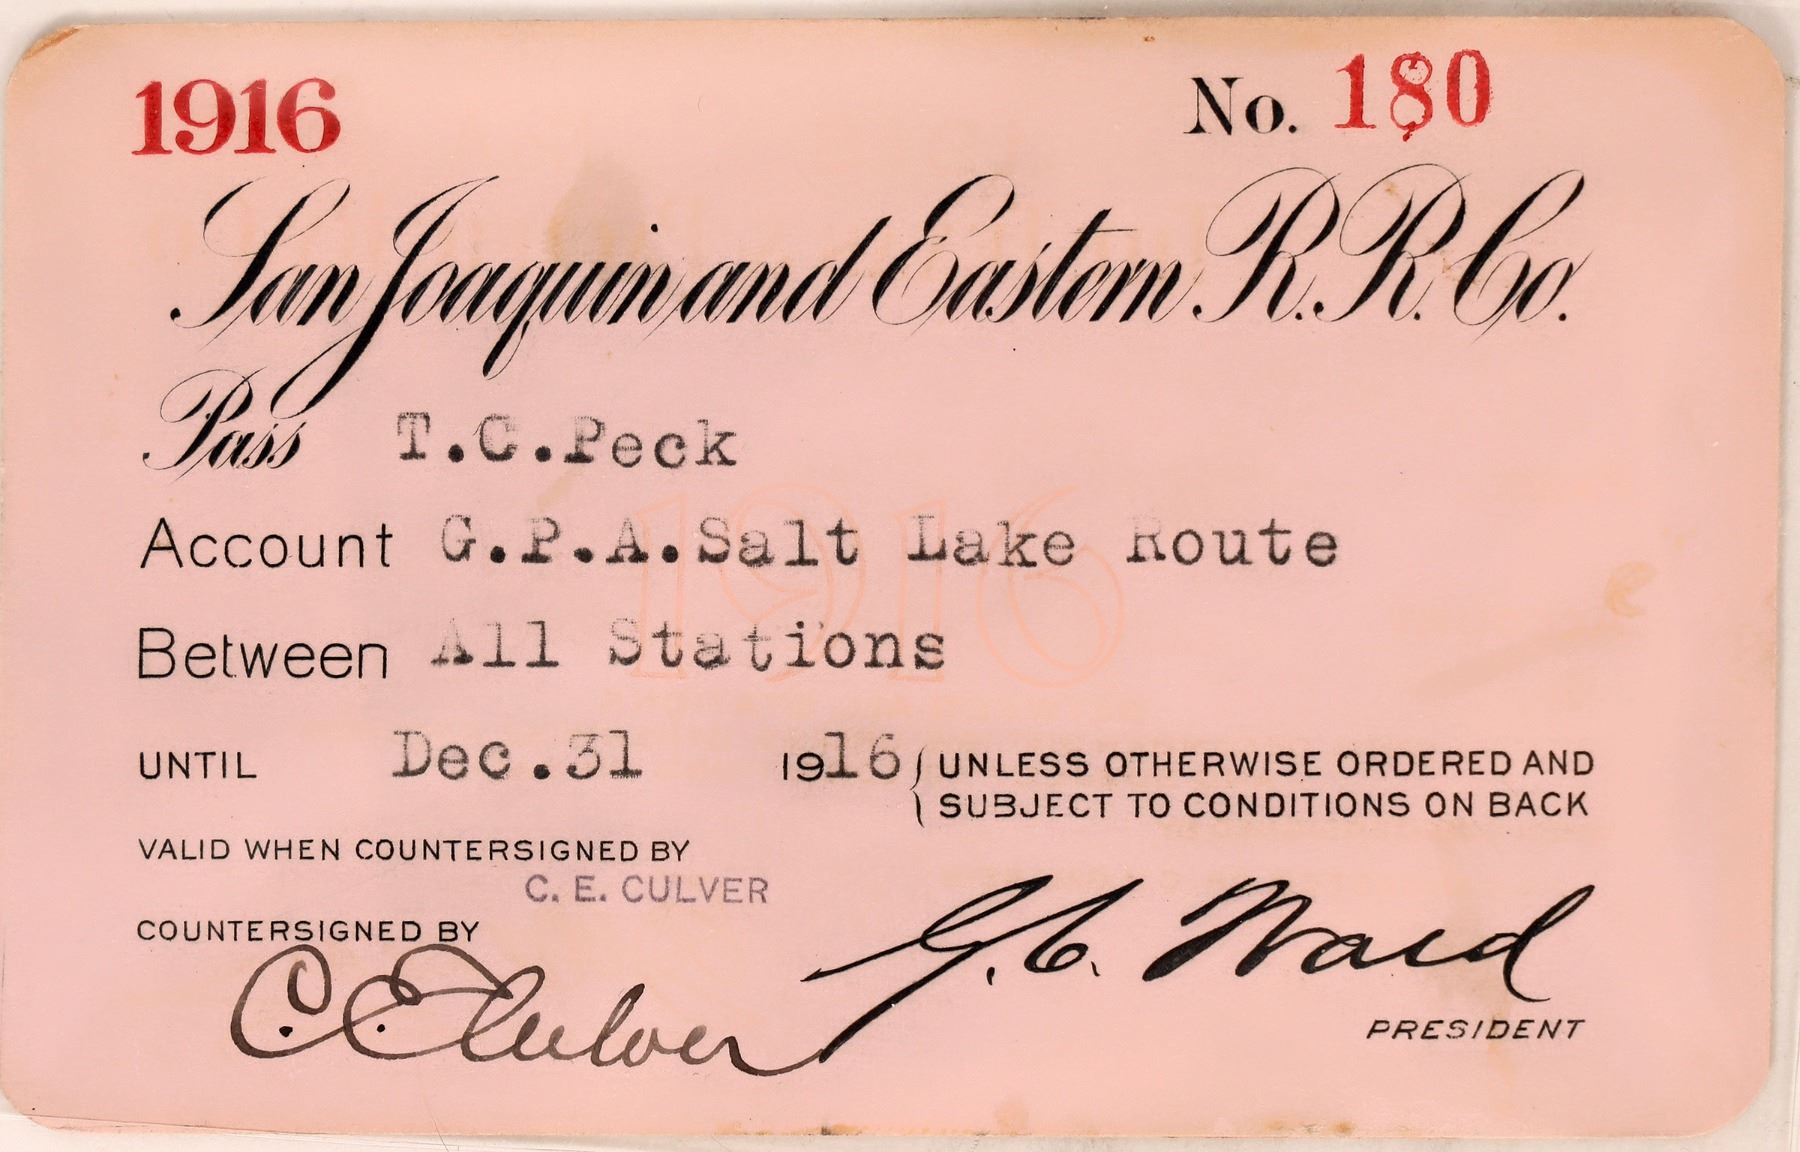 1916 No. 180
San Joaquin and Eastern R.R. Co.
Pass T.C.Peck
Account G.P.A.Salt Lake Route
Between All Stations
1916
UNTIL Dec.31 1916 { UNLESS OTHERWISE ORDERED AND
SUBJECT TO CONDITIONS ON BACK
VALID WHEN COUNTERSIGNED BY
C. E. CULVER
COUNTERSIGNED BY
C. E. Culver
G. C. Ward
PRESIDENT